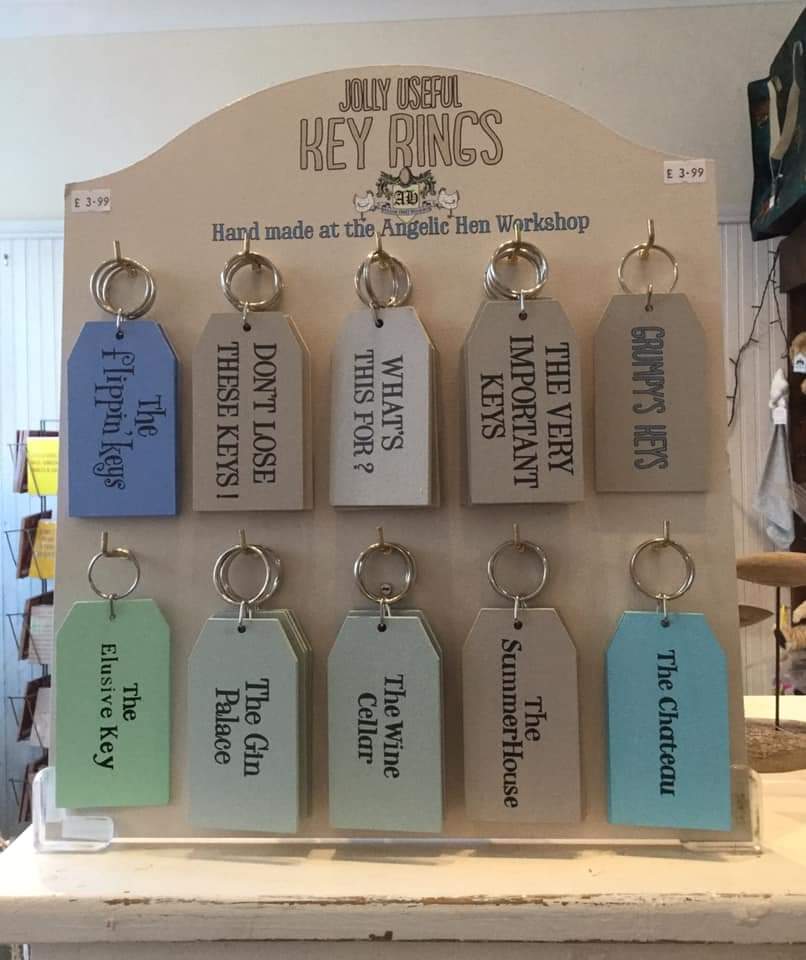 JOLLY USEFUL
KEY RINGS
£ 3-99
£ 3-99
AH
Hand made at the Angelic Hen Workshop
The
flippin' keys
DON'T LOSE
THESE KEYS!
WHAT'S
THIS FOR?
THE VERY
IMPORTANT
KEYS
GRUMPY'S KEYS
The
Elusive Key
The Gin
Palace
The Wine
Cellar
The
SummerHouse
The Chateau